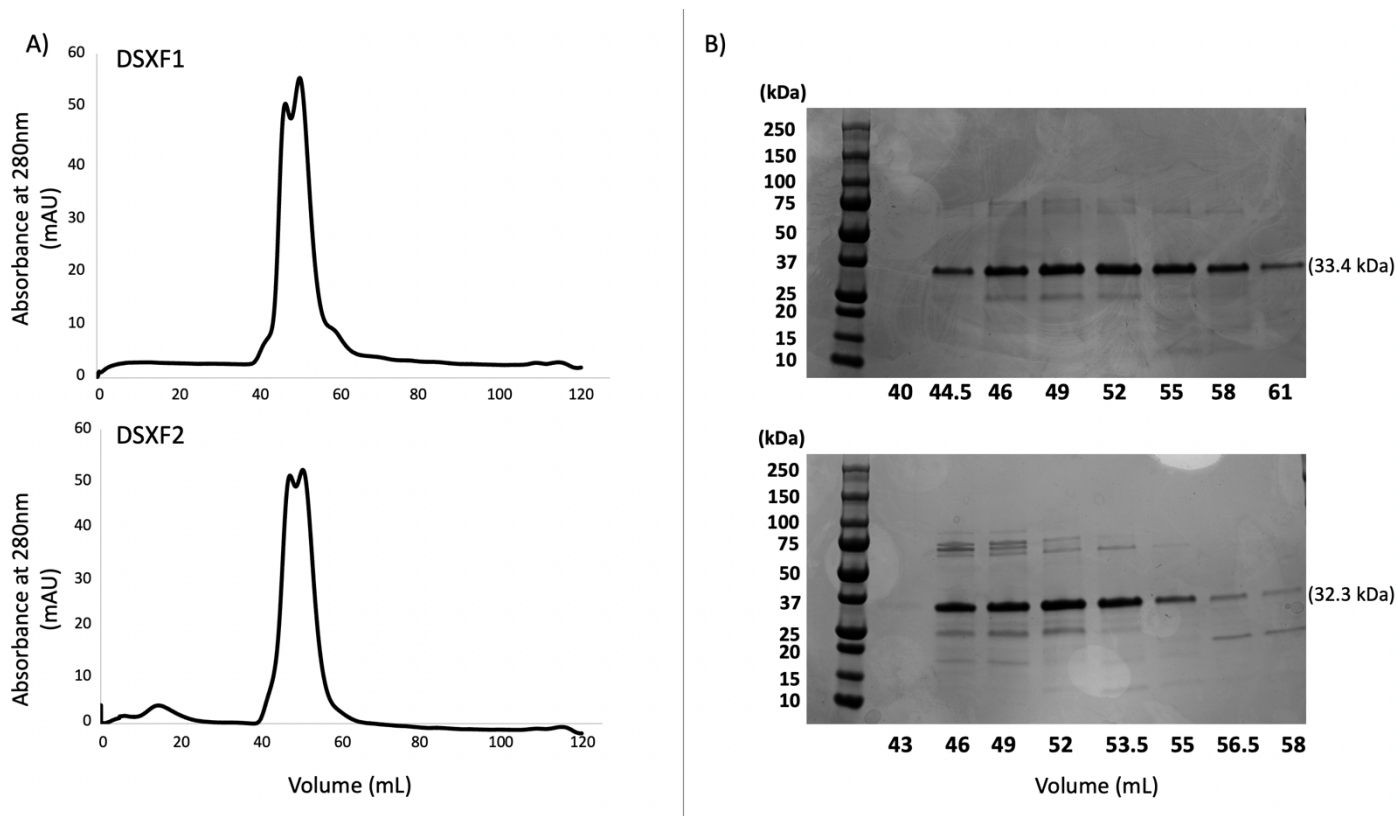 A)
DSXF1
60
50
40
30
20
10
0
Absorbance at 280nm
(mAU)
0 20 40 60 80 100 120
DSXF2
60
50
40
30
20
10
0
Absorbance at 280nm
(mAU)
0 20 40 60 80 100 120
Volume (mL)
B)
(kDa)
250
150
100
75
50
37
25
20
15
10
(33.4 kDa)
40 44.5 46 49 52 55 58 61
(kDa)
250
150
100
75
50
37
25
20
15
10
(32.3 kDa)
43 46 49 52 53.5 55 56.5 58
Volume (mL)